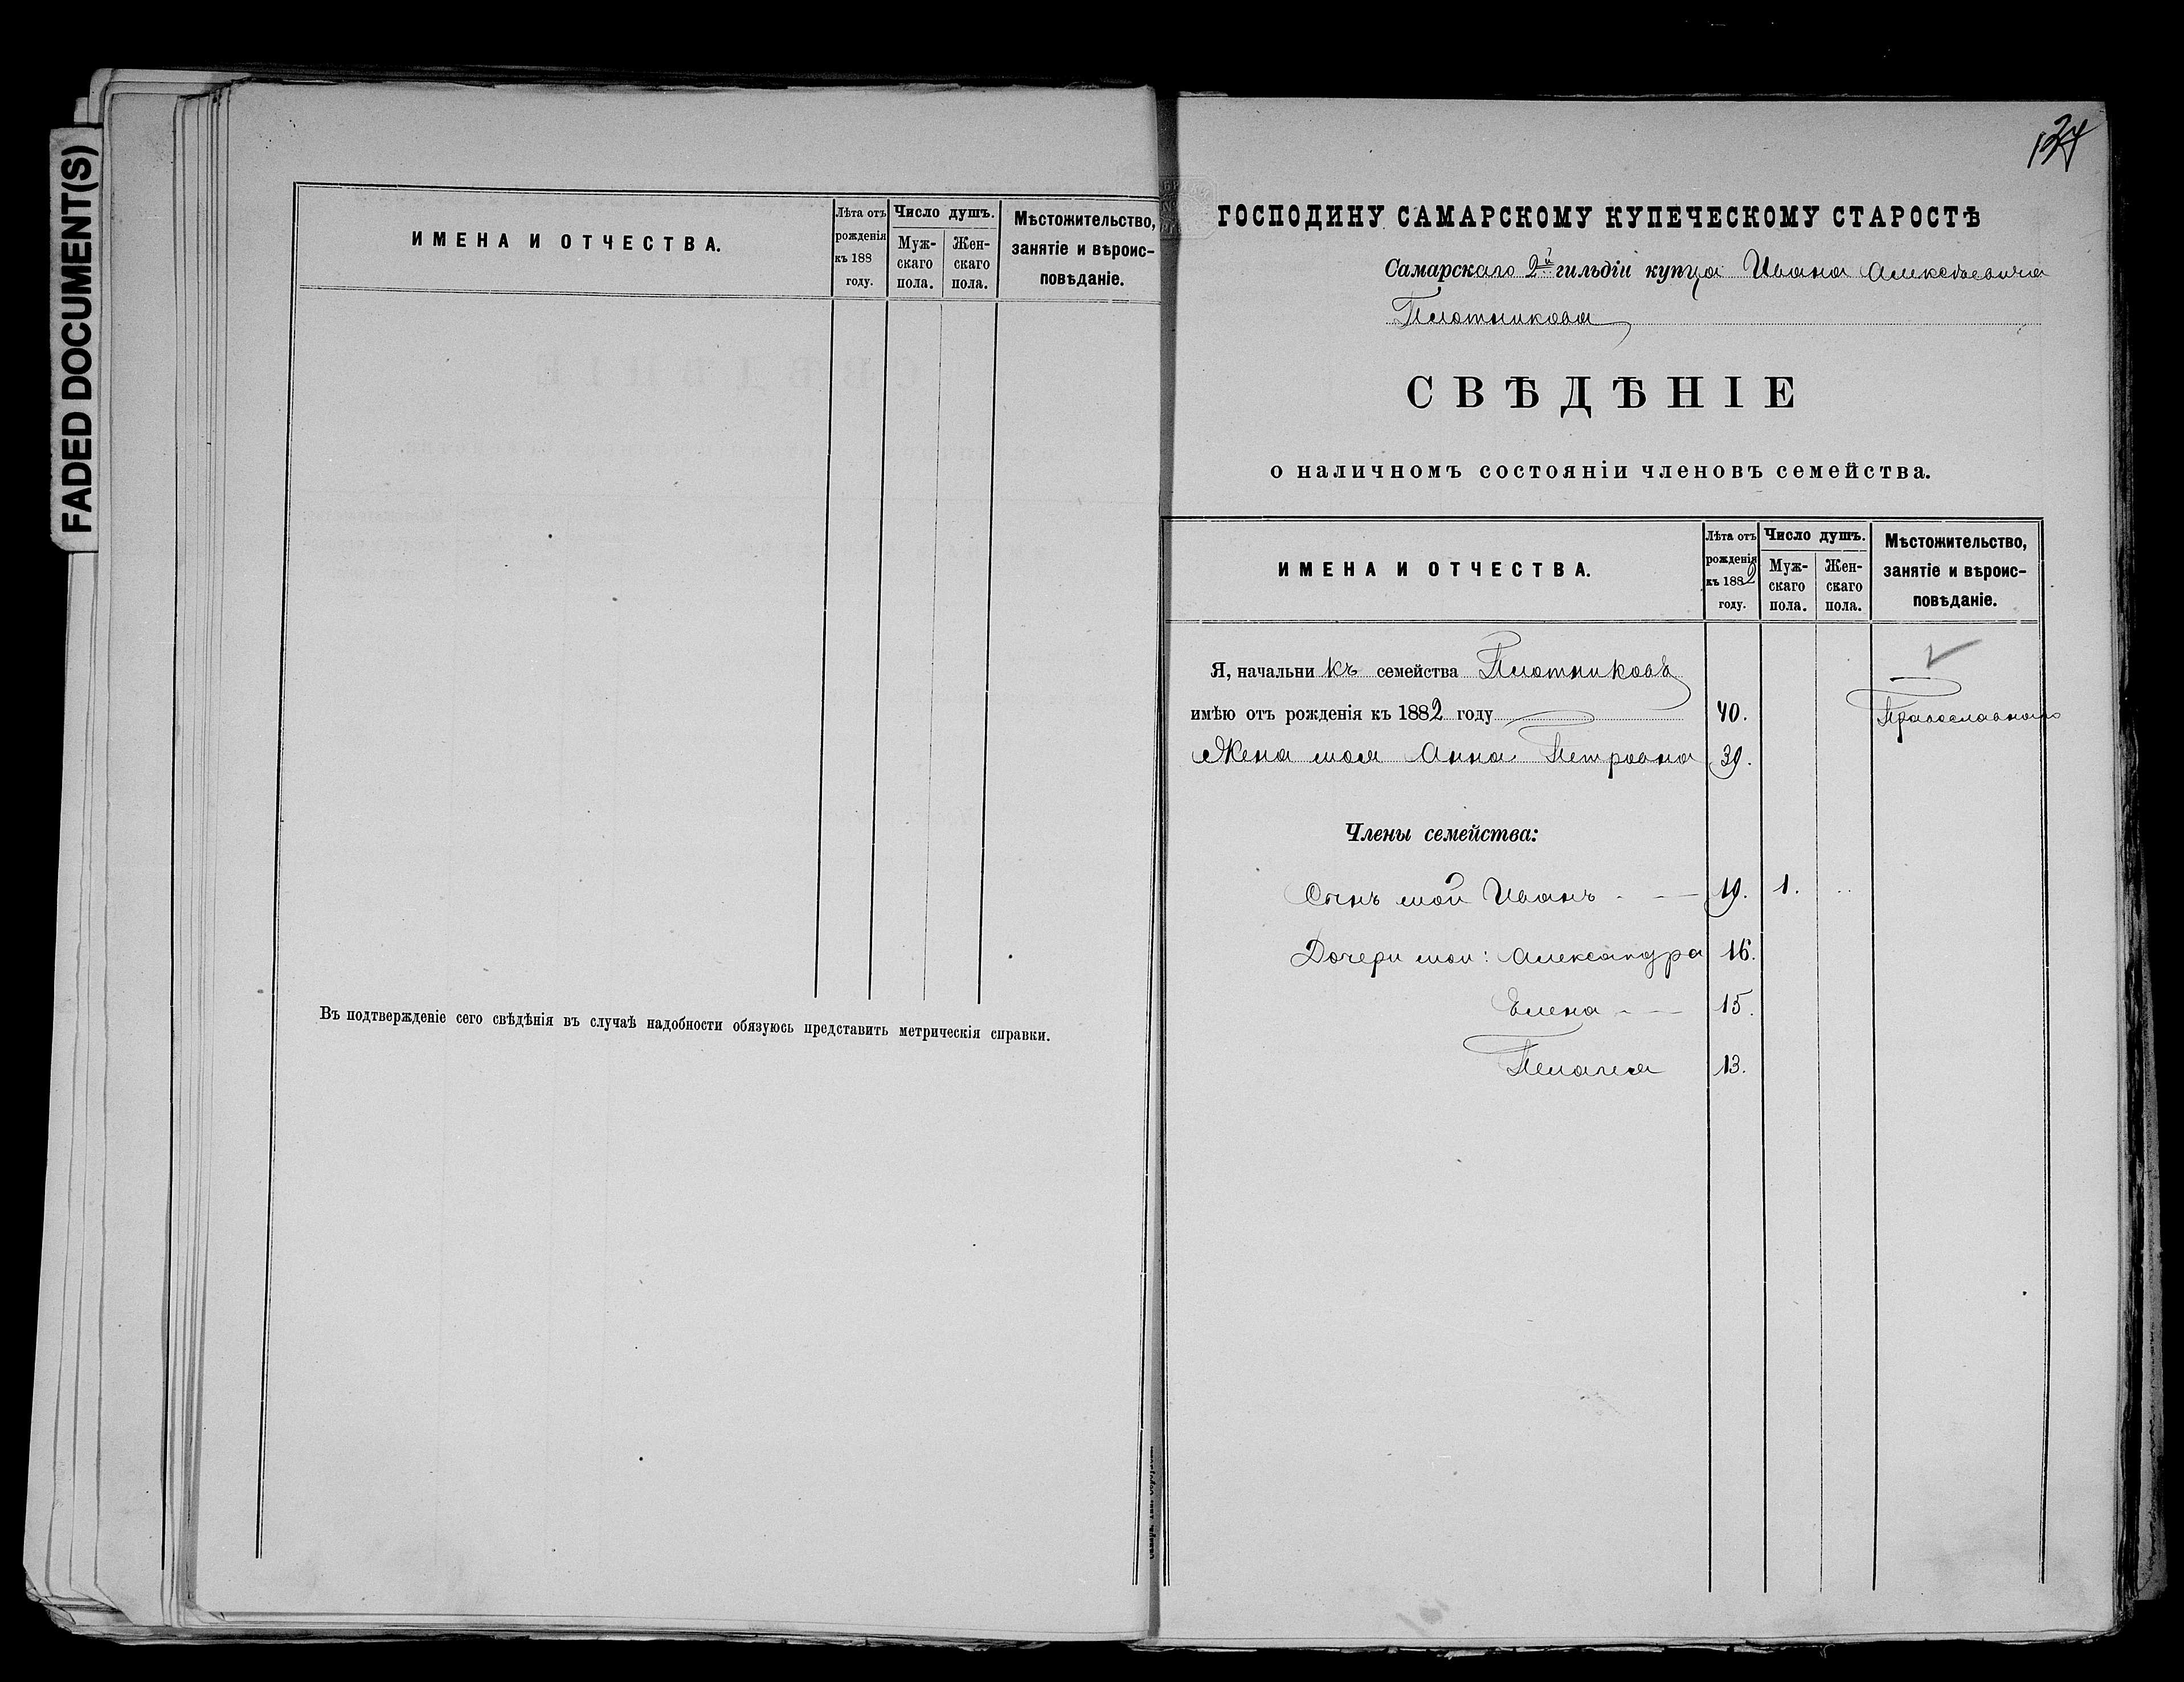 FADED DOCUMENT(S)
ИМЕНА И ОТЧЕСТВА.
Лѣта отъ рожденія къ 188 году.
Число душъ.
Мужскаго пола.
Женскаго пола.
Мѣстожительство, занятіе и вѣроисповѣданіе.
Въ подтвержденіе сего свѣдѣнія въ случаѣ надобности обязуюсь представить метрическія справки.
ГОСПОДИНУ САМАРСКОМУ КУПЕЧЕСКОМУ СТАРОСТѢ
Самарскаго 2й гильдіи купца Ивана Алексѣевича
Плотникова
СВѢДѢНІЕ
о наличномъ состояніи членовъ семейства.
ИМЕНА И ОТЧЕСТВА.
Лѣта отъ рожденія къ 1882 году.
Число душъ.
Мужскаго пола.
Женскаго пола.
Мѣстожительство, занятіе и вѣроисповѣданіе.
Я, начальникъ семейства Плотниковъ
имѣю отъ рожденія къ 1882 году 40. Православнаго
Жена моя Анна Петровна 39.
Члены семейства:
Сынъ мой Иванъ 19. 1.
Дочери мои: Александра 16.
Елена 15.
Пелагея 13.